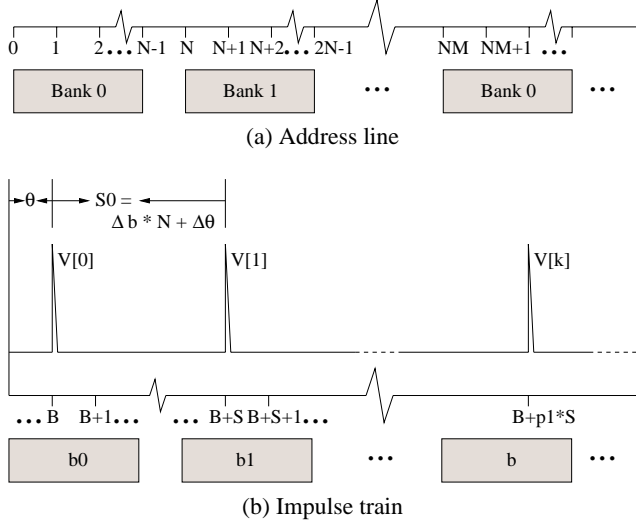 0 1 2 ... N-1 N N+1 N+2 ... 2N-1 NM NM+1 ...
Bank 0 Bank 1 ... Bank 0 ...
(a) Address line
θ S0 =
Δ b * N + Δθ
V[0] V[1] V[k]
... B B+1 ... ... B+S B+S+1 ... ... B+p1*S
b0 b1 ... b ...
(b) Impulse train